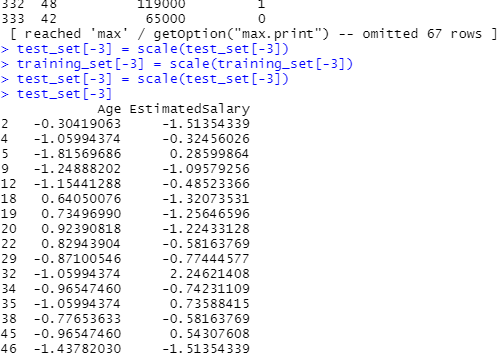 332 48 119000 1
333 42 65000 0
[ reached 'max' / getOption("max.print") -- omitted 67 rows ]
> test_set[-3] = scale(test_set[-3])
> training_set[-3] = scale(training_set[-3])
> test_set[-3] = scale(test_set[-3])
> test_set[-3]
Age EstimatedSalary
2 -0.30419063 -1.51354339
4 -1.05994374 -0.32456026
5 -1.81569686 0.28599864
9 -1.24888202 -1.09579256
12 -1.15441288 -0.48523366
18 0.64050076 -1.32073531
19 0.73496990 -1.25646596
20 0.92390818 -1.22433128
22 0.82943904 -0.58163769
29 -0.87100546 -0.77444577
32 -1.05994374 2.24621408
34 -0.96547460 -0.74231109
35 -1.05994374 0.73588415
38 -0.77653633 -0.58163769
45 -0.96547460 0.54307608
46 -1.43782030 -1.51354339